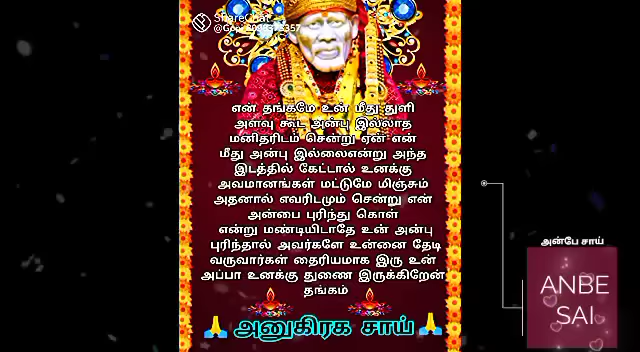 ShareChat
என் தங்கமே உன் மீது துளி
அளவு கூட அன்பு இல்லாத
மனிதரிடம் சென்று ஏன் என்
மீது அன்பு இல்லைஎன்று அந்த
இடத்தில் கேட்டால் உனக்கு
அவமானங்கள் மட்டுமே மிஞ்சும்
அதனால் எவரிடமும் சென்று என்
அன்பை புரிந்து கொள்
என்று மண்டியிடாதே உன் அன்பு
புரிந்தால் அவர்களே உன்னை தேடி
வருவார்கள் தைரியமாக இரு உன்
அப்பா உனக்கு துணை இருக்கிறேன்
தங்கம்
🙏 அனுகிரக சாய் 🙏
அன்பே சாய்
ANBE
SAI